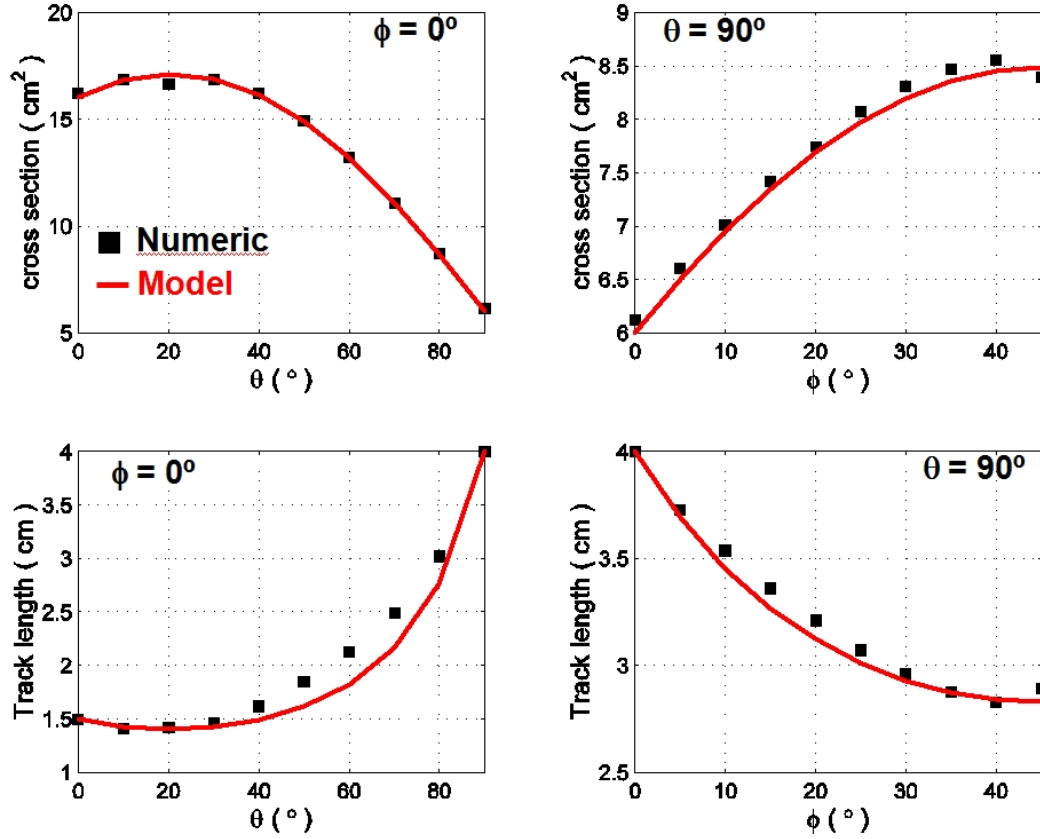 φ = 0º
20
15
10
5
cross section ( cm²)
Numeric
Model
0 20 40 60 80
θ ( ° )
θ = 90º
9
8.5
8
7.5
7
6.5
6
cross section ( cm²)
0 10 20 30 40
ϕ ( ° )
φ = 0º
4
3.5
3
2.5
2
1.5
1
Track length ( cm )
0 20 40 60 80
θ ( ° )
θ = 90º
4
3.5
3
2.5
Track length ( cm )
0 10 20 30 40
ϕ ( ° )